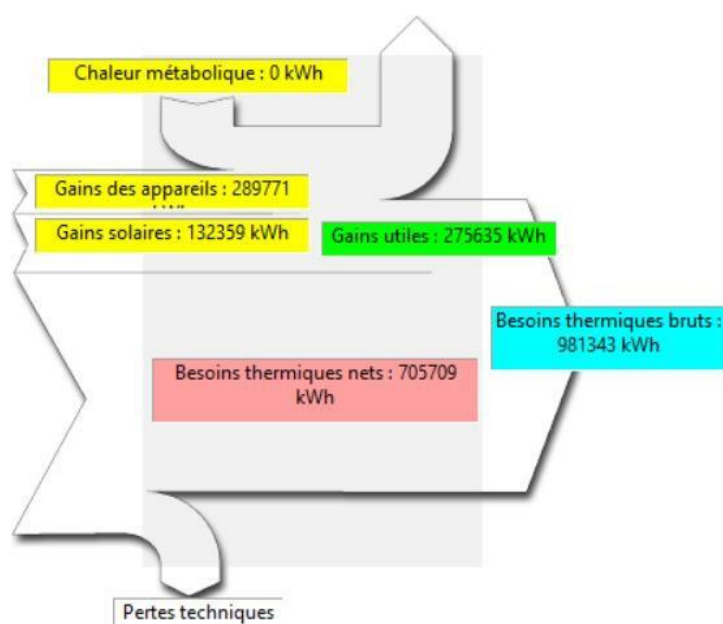 Chaleur métabolique : 0 kWh
Gains des appareils : 289771
kWh
Gains solaires : 132359 kWh
Gains utiles : 275635 kWh
Besoins thermiques bruts :
981343 kWh
Besoins thermiques nets : 705709
kWh
Pertes techniques